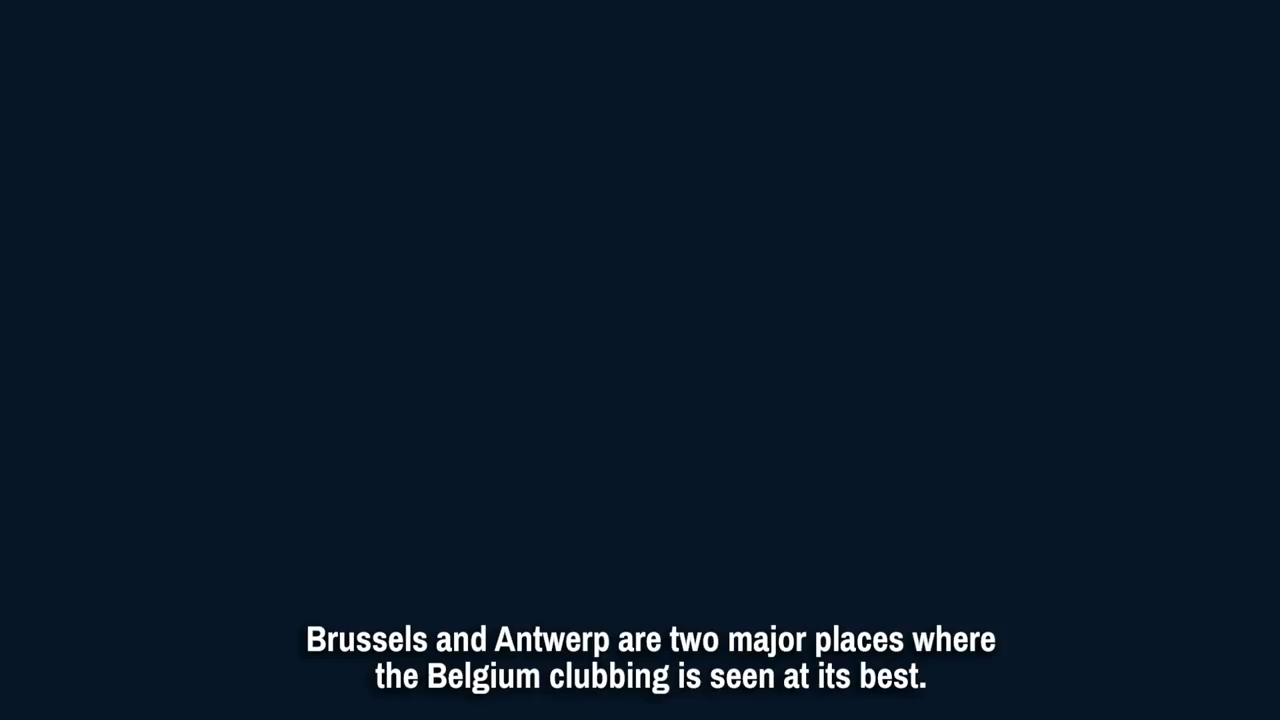 Brussels and Antwerp are two major places where
the Belgium clubbing is seen at its best.